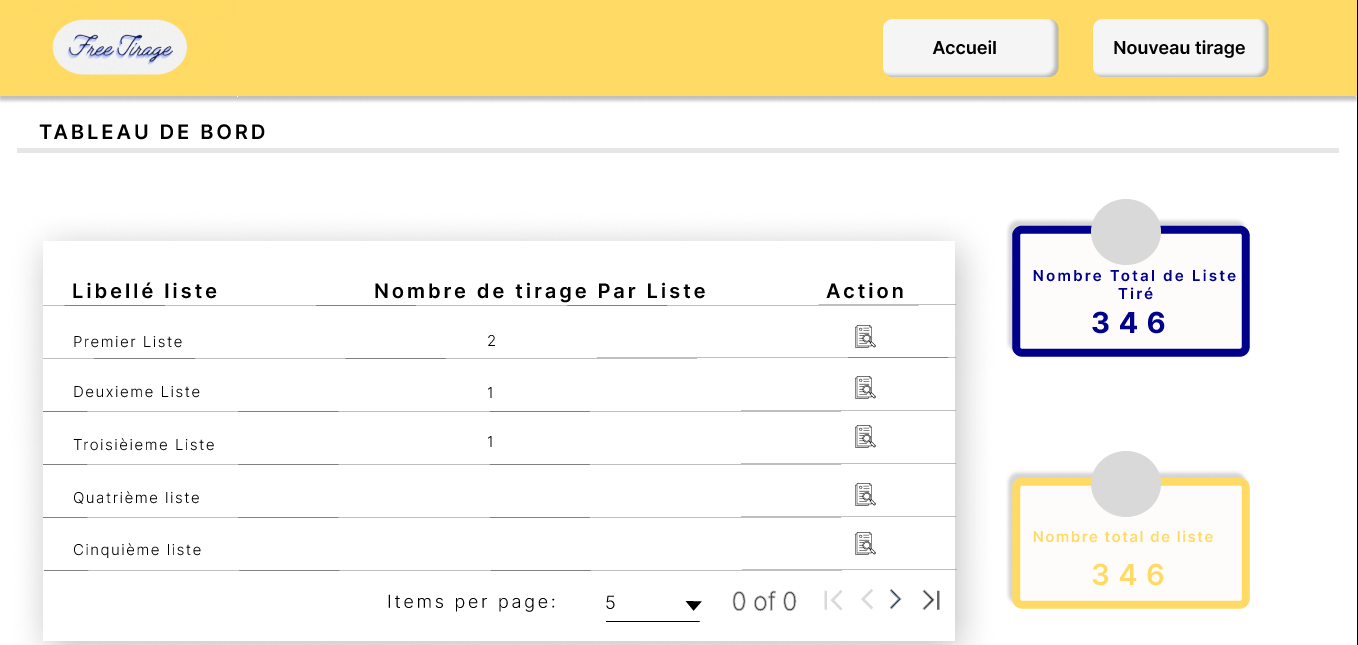 Free Tirage
Accueil
Nouveau tirage
TABLEAU DE BORD
Libellé liste Nombre de tirage Par Liste Action
Premier Liste 2
Deuxieme Liste 1
Troisièieme Liste 1
Quatrième liste
Cinquième liste
Items per page: 5 0 of 0
Nombre Total de Liste
Tiré
346
Nombre total de liste
346